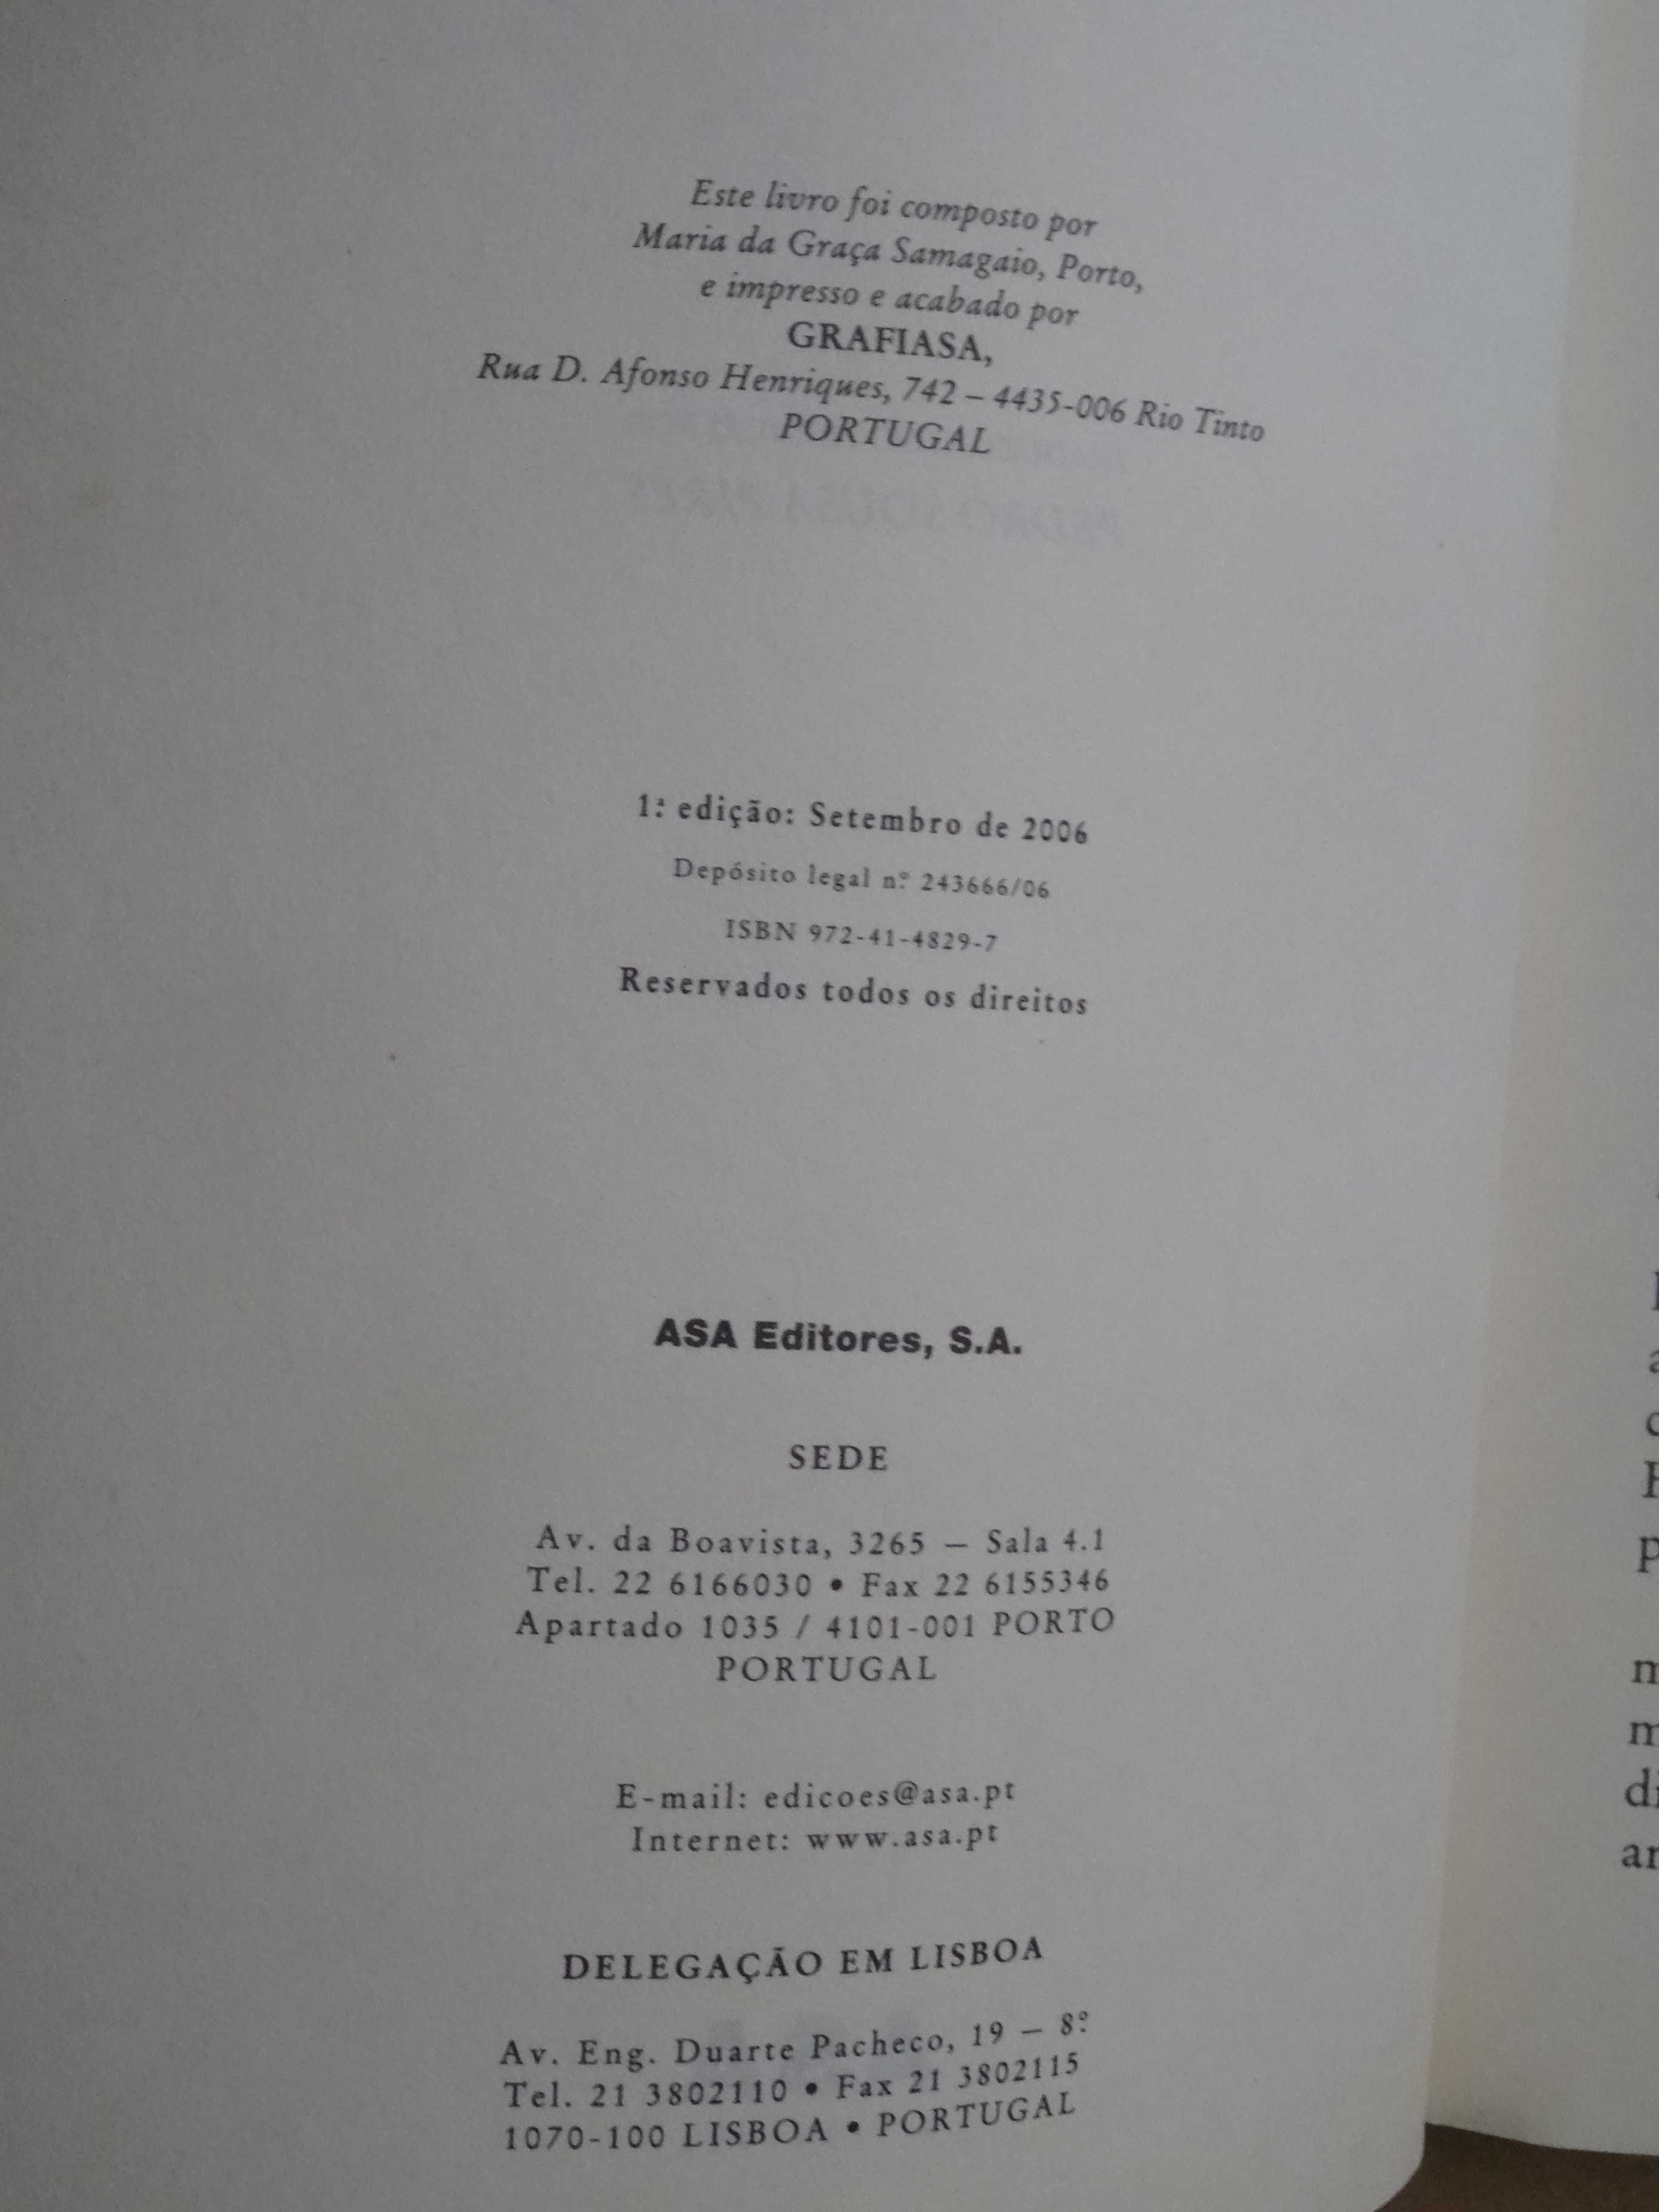 Este livro foi composto por
Maria da Graça Samagaio, Porto,
e impresso e acabado por
GRAFIASA,
Rua D. Afonso Henriques, 742 – 4435-006 Rio Tinto
PORTUGAL
1.ª edição: Setembro de 2006
Depósito legal n.º 243666/06
ISBN 972-41-4829-7
Reservados todos os direitos
ASA Editores, S.A.
SEDE
Av. da Boavista, 3265 – Sala 4.1
Tel. 22 6166030 • Fax 22 6155346
Apartado 1035 / 4101-001 PORTO
PORTUGAL
E-mail: edicoes@asa.pt
Internet: www.asa.pt
DELEGAÇÃO EM LISBOA
Av. Eng. Duarte Pacheco, 19 – 8.º
Tel. 21 3802110 • Fax 21 3802115
1070-100 LISBOA • PORTUGAL